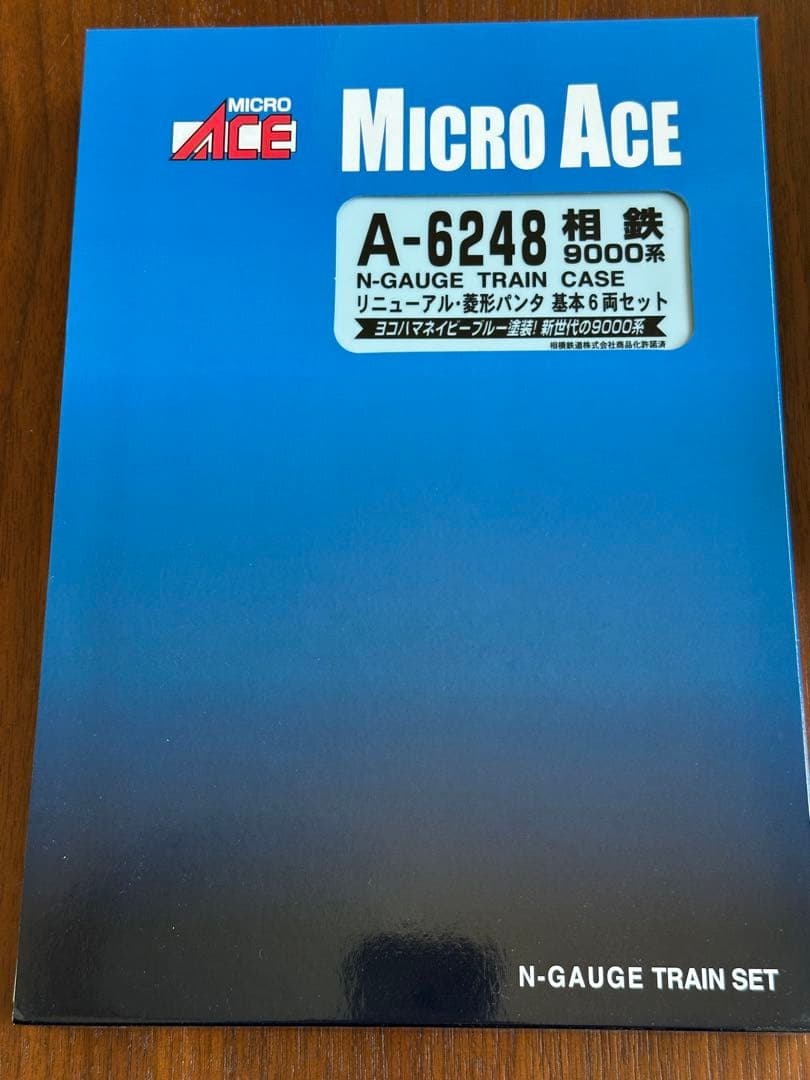 MICRO
ACE
MICRO ACE
A-6248 相鉄
9000系
N-GAUGE TRAIN CASE
リニューアル・菱形パンタ 基本6両セット
ヨコハマネイビーブルー塗装! 新世代の9000系
相模鉄道株式会社商品化許諾済
N-GAUGE TRAIN SET